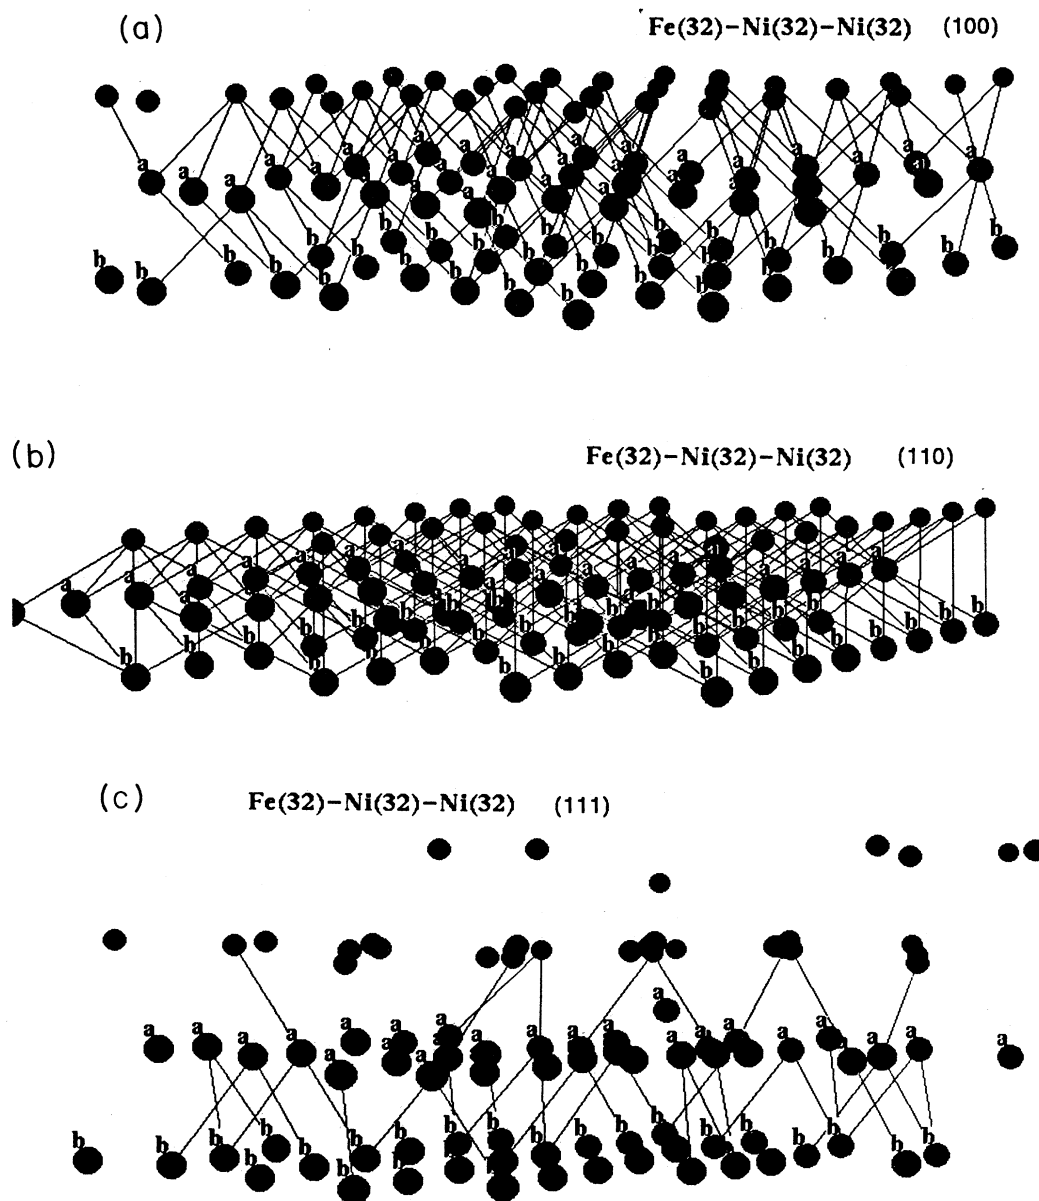 (a)
Fe(32)-Ni(32)-Ni(32) (100)
a a a a a a a a a a a a a a a a a a a a a a a a
b b b b b b b b b b b b b b b b b b b b b b b b
(b)
Fe(32)-Ni(32)-Ni(32) (110)
a a a a a a a a a a a a a a a a a a a a
b b b b b b b b b b b b b b b b b b b b b b
(c)
Fe(32)-Ni(32)-Ni(32) (111)
a a a a a a a a a a a a a a a a a a a a
b b b b b b b b b b b b b b b b b b b b